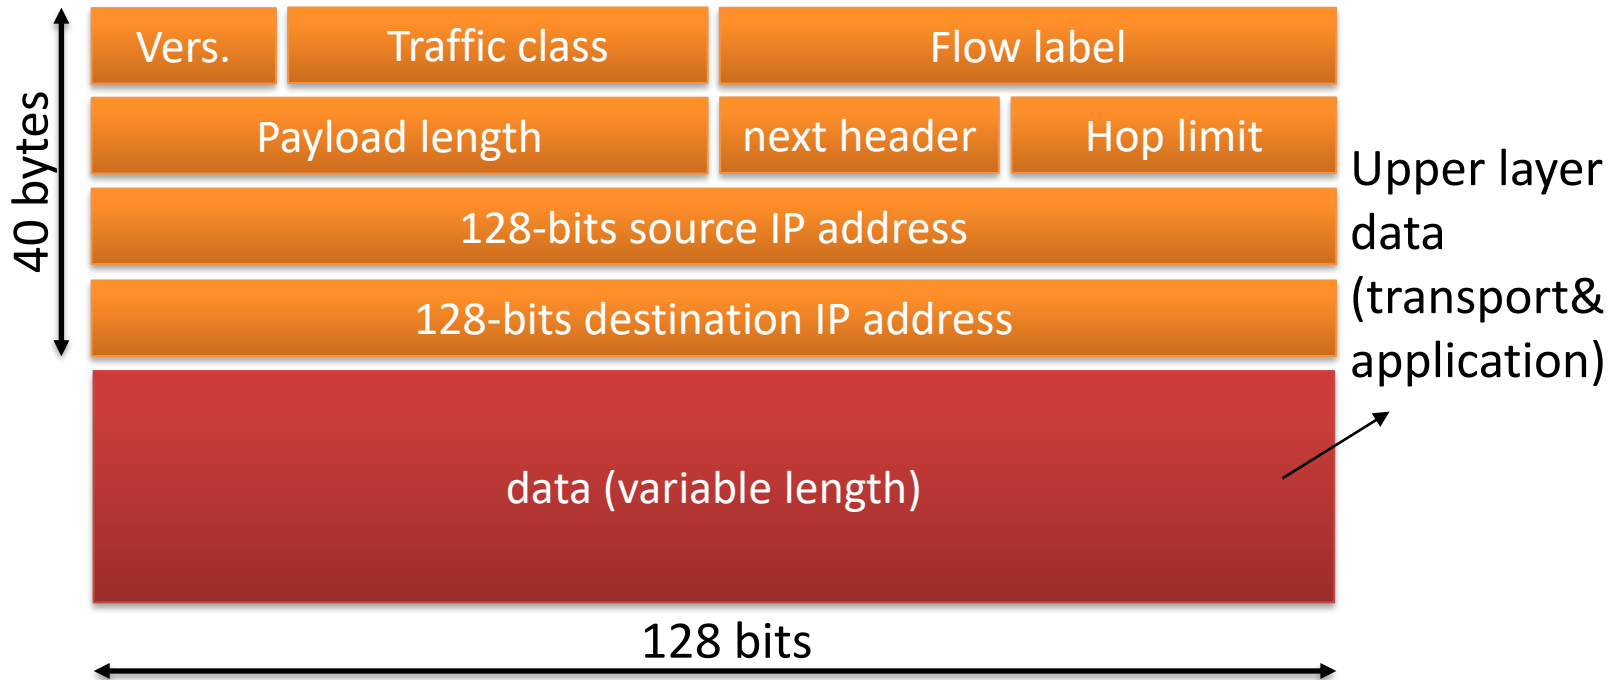 Vers.
Traffic class
Flow label
Payload length
next header
Hop limit
128-bits source IP address
128-bits destination IP address
data (variable length)
40 bytes
128 bits
Upper layer
data
(transport&
application)